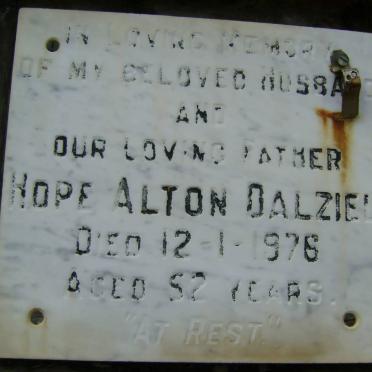 IN LOVING MEMORY
OF MY BELOVED HUSBAND
AND
OUR LOVING FATHER
HOPE ALTON DALZIEL
DIED 12-1-1976
AGED 52 YEARS.
"AT REST."